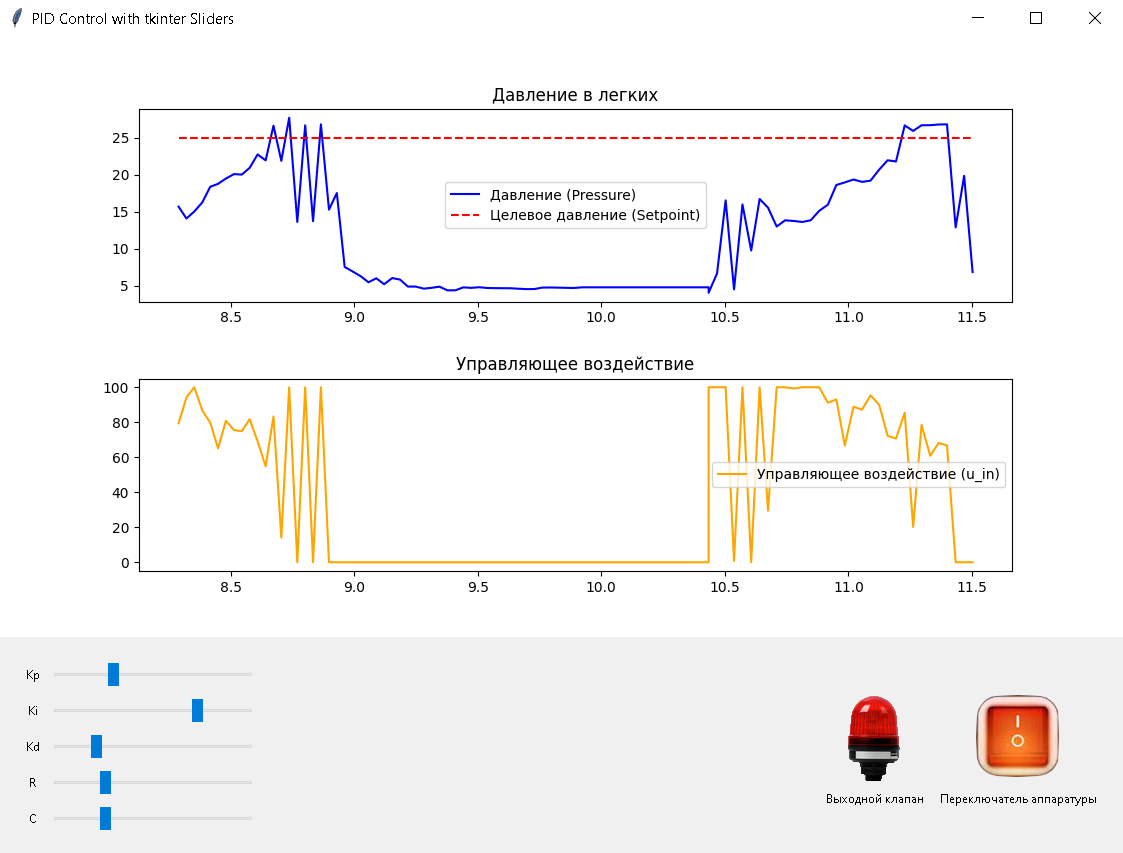 PID Control with tkinter Sliders
Давление в легких
25
20
15
10
5
Давление (Pressure)
Целевое давление (Setpoint)
8.5 9.0 9.5 10.0 10.5 11.0 11.5
Управляющее воздействие
100
80
60
40
20
0
Управляющее воздействие (u_in)
8.5 9.0 9.5 10.0 10.5 11.0 11.5
Kp
Ki
Kd
R
C
I
O
Выходной клапан
Переключатель аппаратуры